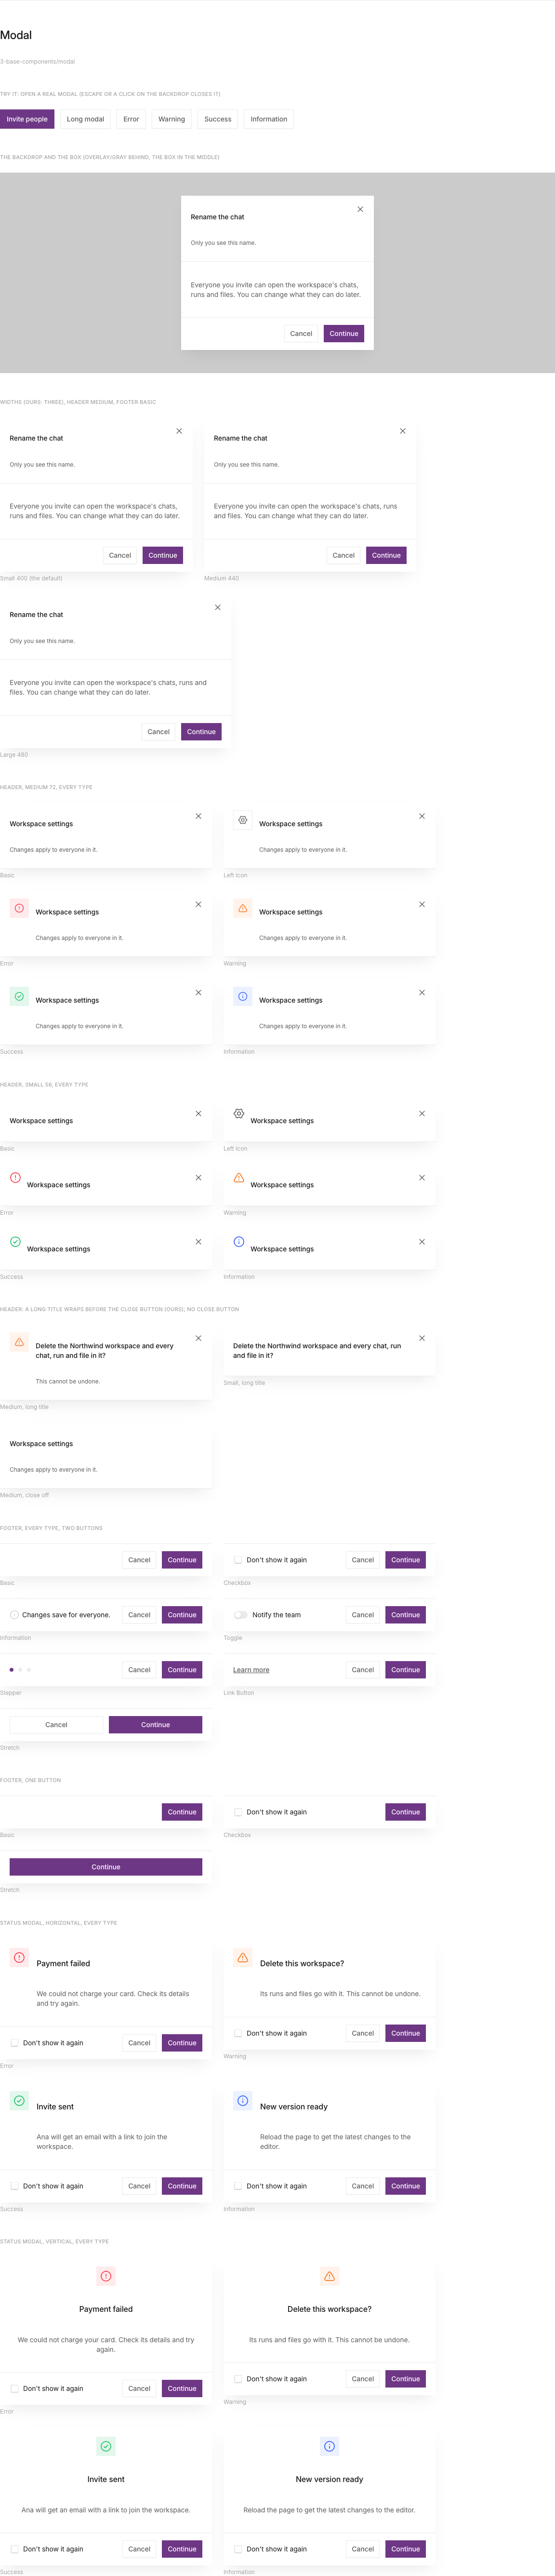 Modal
3-base-components/modal
TRY IT: OPEN A REAL MODAL (ESCAPE OR A CLICK ON THE BACKDROP CLOSES IT)
Invite people
Long modal
Error
Warning
Success
Information
THE BACKDROP AND THE BOX (OVERLAY/GRAY BEHIND, THE BOX IN THE MIDDLE)
Rename the chat
Only you see this name.
Everyone you invite can open the workspace's chats,
runs and files. You can change what they can do later.
Cancel
Continue
WIDTHS (OURS: THREE), HEADER MEDIUM, FOOTER BASIC
Rename the chat
Only you see this name.
Everyone you invite can open the workspace's chats,
runs and files. You can change what they can do later.
Cancel
Continue
Small 400 (the default)
Rename the chat
Only you see this name.
Everyone you invite can open the workspace's chats, runs
and files. You can change what they can do later.
Cancel
Continue
Medium 440
Rename the chat
Only you see this name.
Everyone you invite can open the workspace's chats, runs and
files. You can change what they can do later.
Cancel
Continue
Large 480
HEADER, MEDIUM 72, EVERY TYPE
Workspace settings
Changes apply to everyone in it.
Basic
Workspace settings
Changes apply to everyone in it.
Left Icon
Workspace settings
Changes apply to everyone in it.
Error
Workspace settings
Changes apply to everyone in it.
Warning
Workspace settings
Changes apply to everyone in it.
Success
Workspace settings
Changes apply to everyone in it.
Information
HEADER, SMALL 56, EVERY TYPE
Workspace settings
Basic
Workspace settings
Left Icon
Workspace settings
Error
Workspace settings
Warning
Workspace settings
Success
Workspace settings
Information
HEADER: A LONG TITLE WRAPS BEFORE THE CLOSE BUTTON (OURS); NO CLOSE BUTTON
Delete the Northwind workspace and every
chat, run and file in it?
This cannot be undone.
Medium, long title
Delete the Northwind workspace and every chat, run
and file in it?
Small, long title
Workspace settings
Changes apply to everyone in it.
Medium, close off
FOOTER, EVERY TYPE, TWO BUTTONS
Cancel
Continue
Basic
Don't show it again
Cancel
Continue
Checkbox
Changes save for everyone.
Cancel
Continue
Information
Notify the team
Cancel
Continue
Toggle
Cancel
Continue
Stepper
Learn more
Cancel
Continue
Link Button
Cancel
Continue
Stretch
FOOTER, ONE BUTTON
Continue
Basic
Don't show it again
Continue
Checkbox
Continue
Stretch
STATUS MODAL, HORIZONTAL, EVERY TYPE
Payment failed
We could not charge your card. Check its details
and try again.
Don't show it again
Cancel
Continue
Error
Delete this workspace?
Its runs and files go with it. This cannot be undone.
Don't show it again
Cancel
Continue
Warning
Invite sent
Ana will get an email with a link to join the
workspace.
Don't show it again
Cancel
Continue
Success
New version ready
Reload the page to get the latest changes to the
editor.
Don't show it again
Cancel
Continue
Information
STATUS MODAL, VERTICAL, EVERY TYPE
Payment failed
We could not charge your card. Check its details and try
again.
Don't show it again
Cancel
Continue
Error
Delete this workspace?
Its runs and files go with it. This cannot be undone.
Don't show it again
Cancel
Continue
Warning
Invite sent
Ana will get an email with a link to join the workspace.
Don't show it again
Cancel
Continue
Success
New version ready
Reload the page to get the latest changes to the editor.
Don't show it again
Cancel
Continue
Information